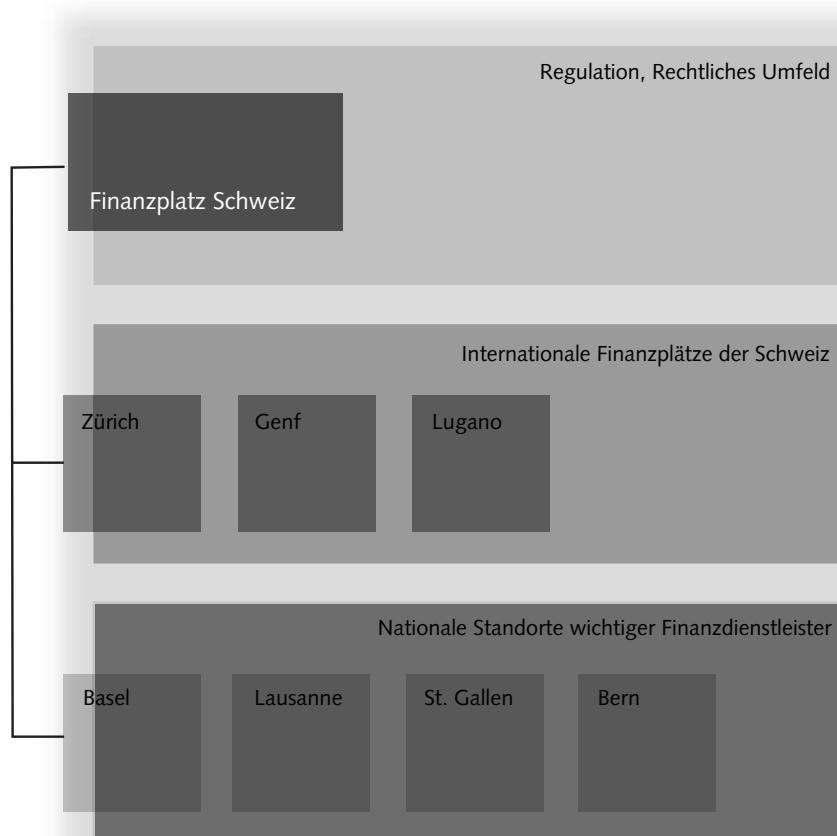 Regulation, Rechtliches Umfeld
Finanzplatz Schweiz
Internationale Finanzplätze der Schweiz
Zürich
Genf
Lugano
Nationale Standorte wichtiger Finanzdienstleister
Basel
Lausanne
St. Gallen
Bern